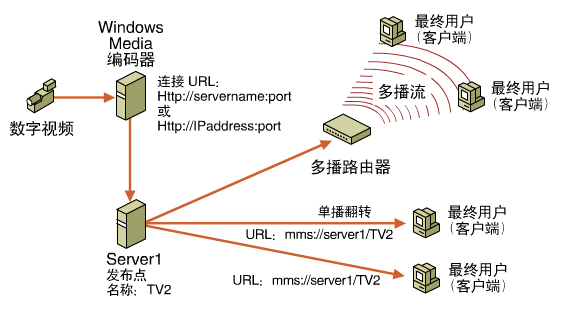 Windows
Media
编码器
数字视频
连接 URL：
Http://servername:port
或
Http://IPaddress:port
最终用户
（客户端）
多播流
最终用户
（客户端）
多播路由器
Server1
发布点
名称：TV2
单播翻转
URL：mms://server1/TV2
最终用户
（客户端）
URL：mms://server1/TV2
最终用户
（客户端）